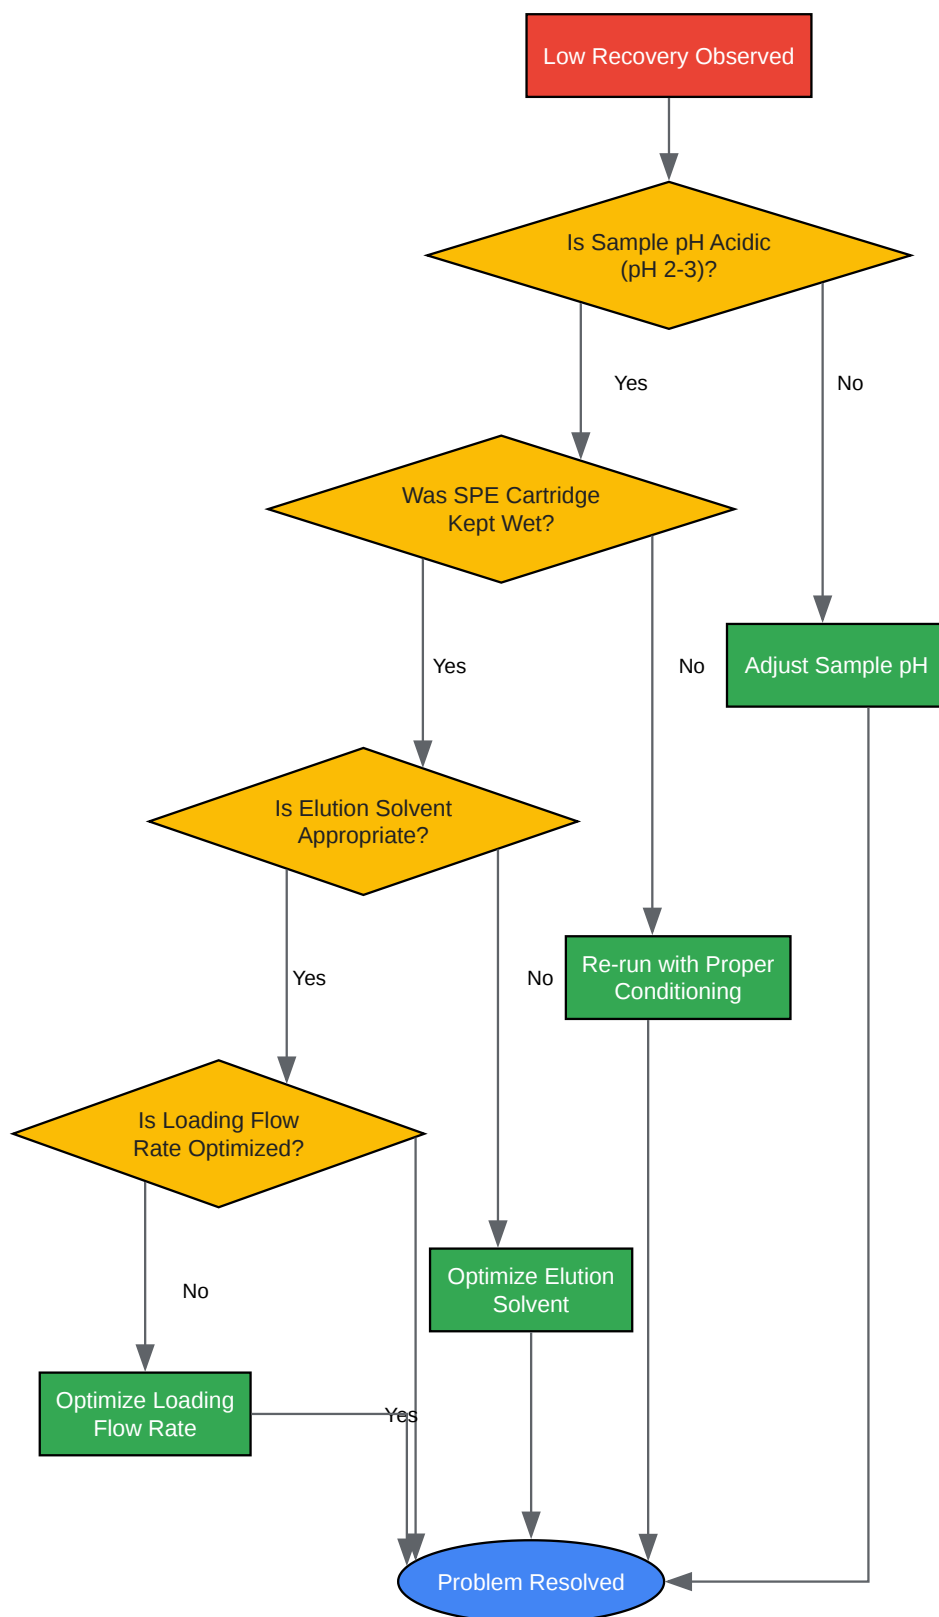 Low Recovery Observed
Is Sample pH Acidic
(pH 2-3)?
Yes
No
Was SPE Cartridge
Kept Wet?
Yes
No
Adjust Sample pH
Is Elution Solvent
Appropriate?
Yes
No
Re-run with Proper
Conditioning
Is Loading Flow
Rate Optimized?
No
Optimize Elution
Solvent
Optimize Loading
Flow Rate
Yes
Problem Resolved